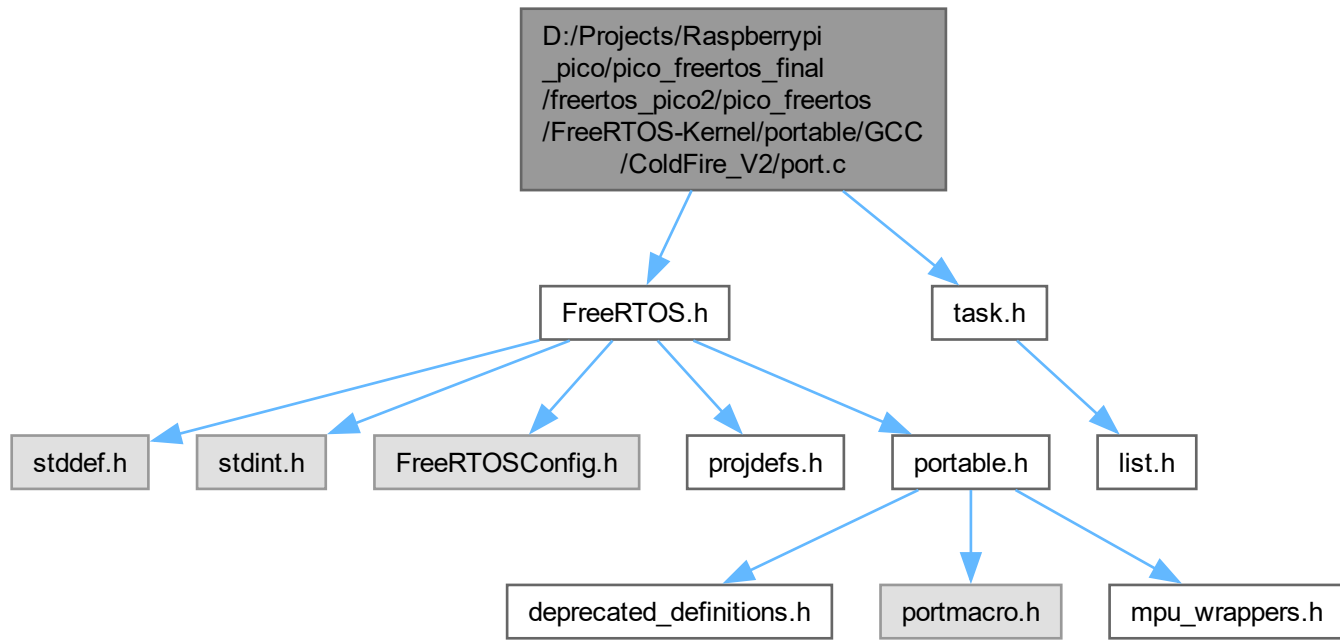 D:/Projects/Raspberrypi
_pico/pico_freertos_final
/freertos_pico2/pico_freertos
/FreeRTOS-Kernel/portable/GCC
/ColdFire_V2/port.c
FreeRTOS.h
task.h
stddef.h
stdint.h
FreeRTOSConfig.h
projdefs.h
portable.h
list.h
deprecated_definitions.h
portmacro.h
mpu_wrappers.h